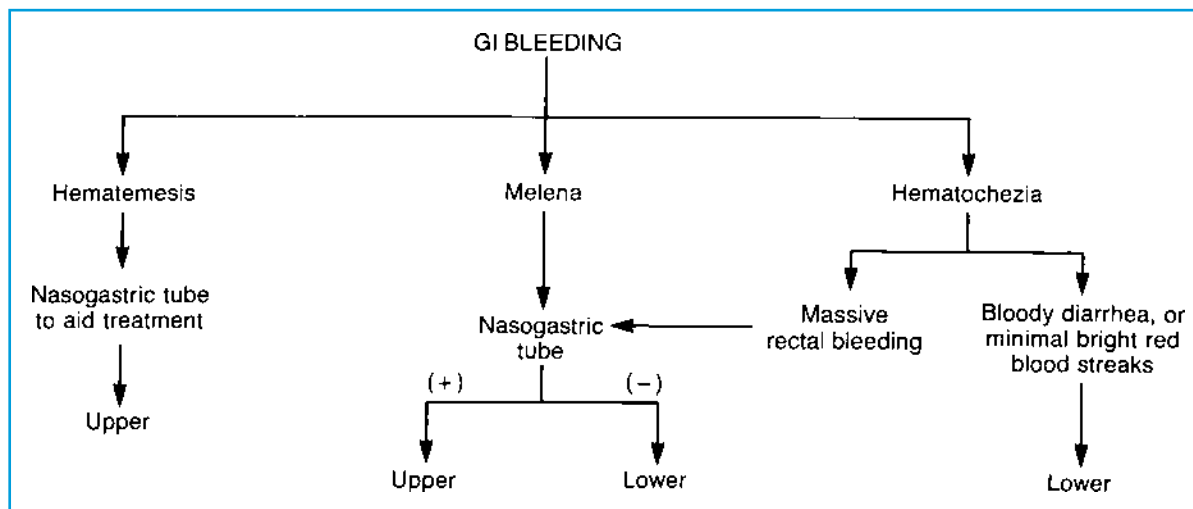 GI BLEEDING
Hematemesis
Melena
Hematochezia
Nasogastric tube
to aid treatment
Nasogastric
tube
Massive
rectal bleeding
Bloody diarrhea, or
minimal bright red
blood streaks
(+)
(−)
Upper
Upper
Lower
Lower